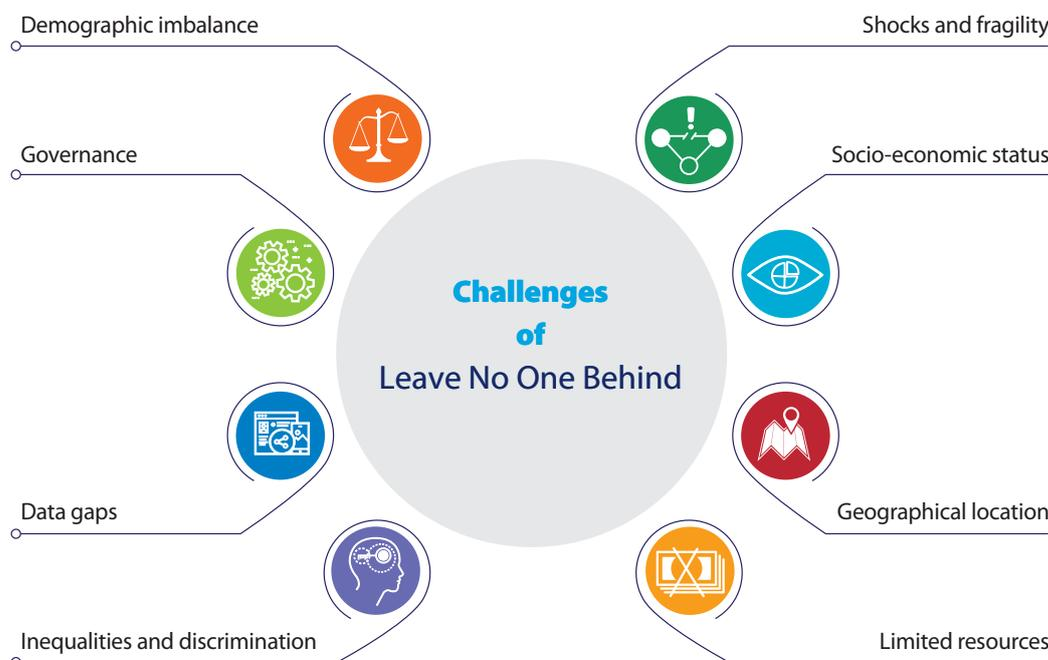 Demographic imbalance
Shocks and fragility
Governance
Socio-economic status
Challenges
of
Leave No One Behind
Data gaps
Geographical location
Inequalities and discrimination
Limited resources